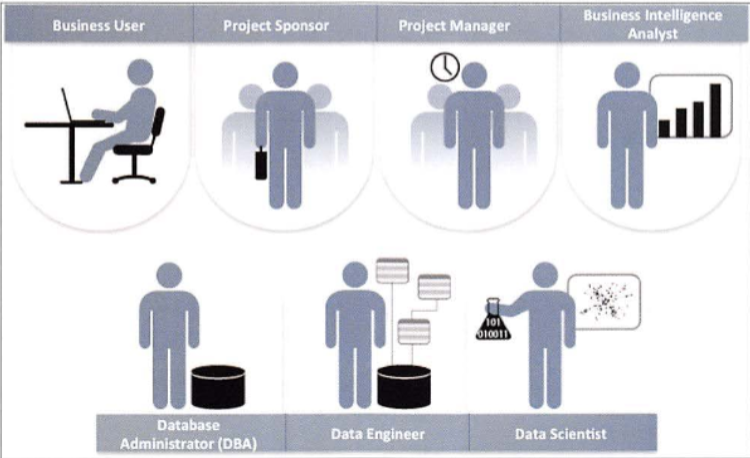 Business User
Project Sponsor
Project Manager
Business Intelligence
Analyst
101
010011
Database
Administrator (DBA)
Data Engineer
Data Scientist